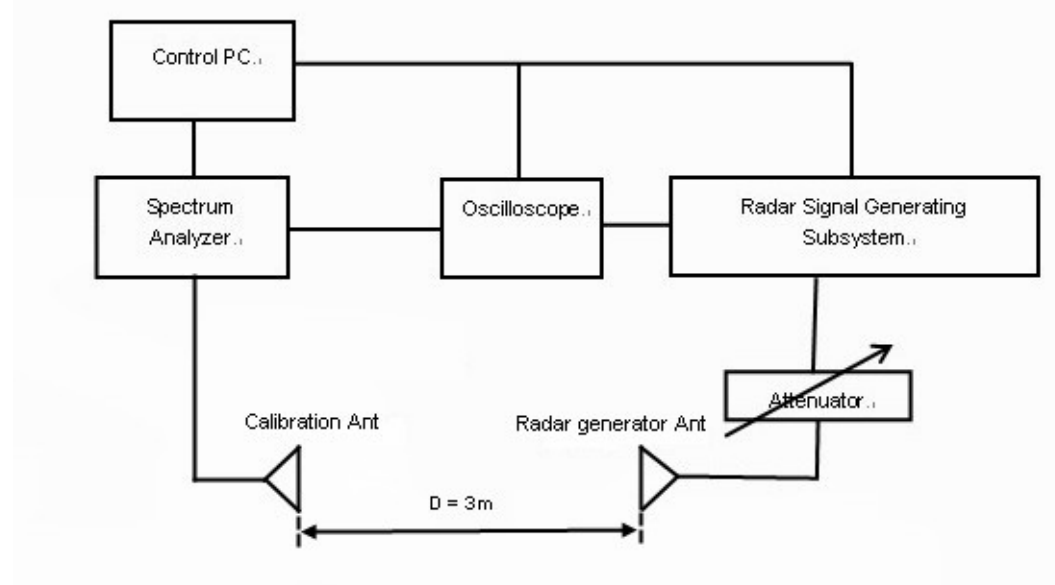 Control PC
Spectrum
Analyzer
Oscilloscope
Radar Signal Generating
Subsystem
Attenuator
Calibration Ant
Radar generator Ant
D = 3m